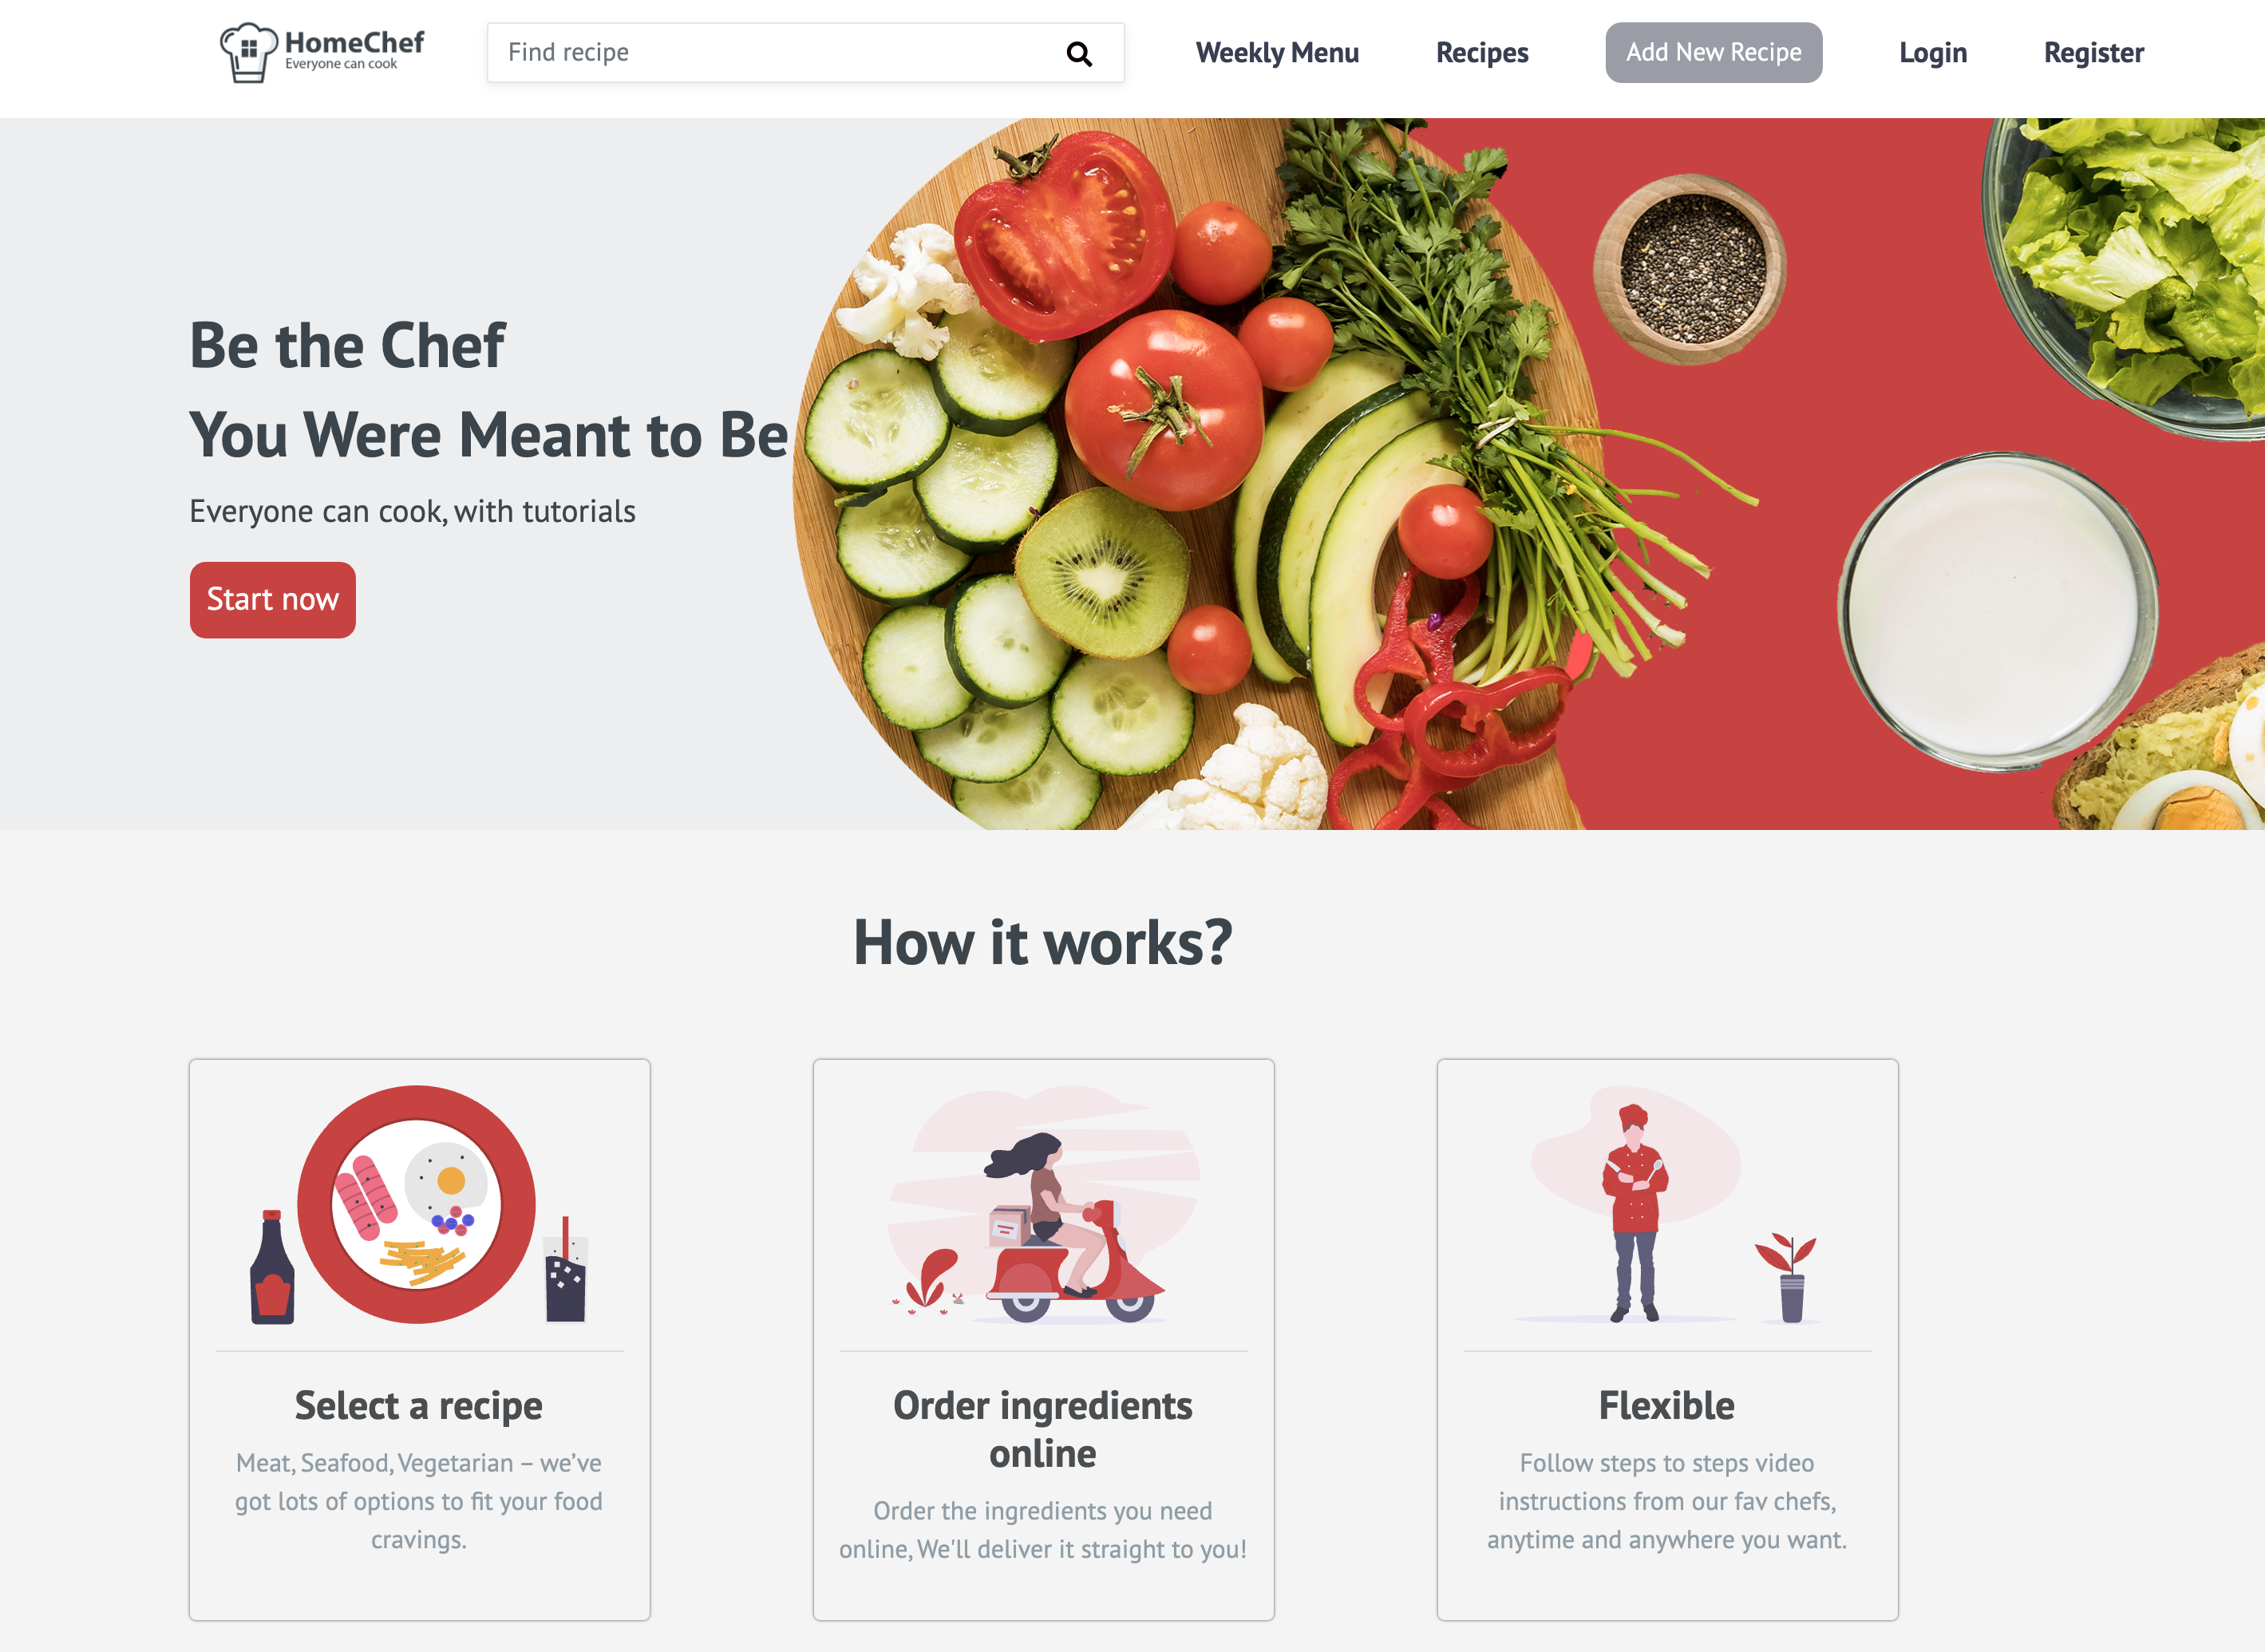 HomeChef
Everyone can cook
Find recipe
Weekly Menu
Recipes
Add New Recipe
Login
Register
Be the Chef
You Were Meant to Be
Everyone can cook, with tutorials
Start now
How it works?
Select a recipe
Meat, Seafood, Vegetarian – we’ve
got lots of options to fit your food
cravings.
Order ingredients
online
Order the ingredients you need
online, We'll deliver it straight to you!
Flexible
Follow steps to steps video
instructions from our fav chefs,
anytime and anywhere you want.